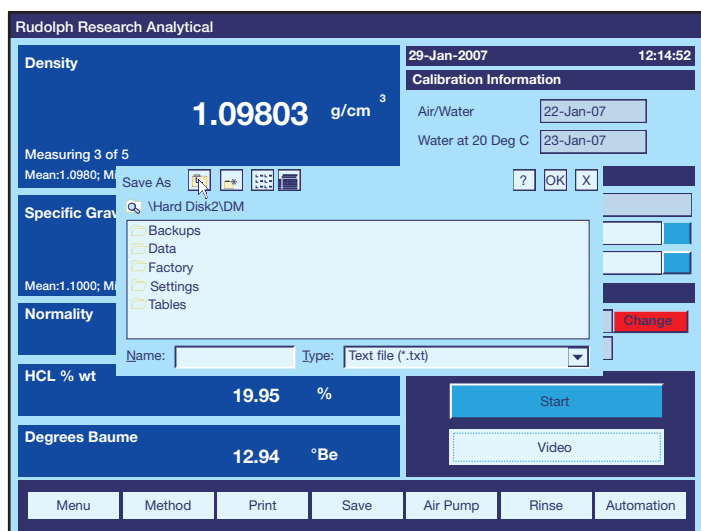 Rudolph Research Analytical
Density
1.09803 g/cm 3
Measuring 3 of 5
Mean:1.0980; Mi
29-Jan-2007 12:14:52
Calibration Information
Air/Water 22-Jan-07
Water at 20 Deg C 23-Jan-07
Save As ? OK X
\Hard Disk2\DM
Backups
Data
Factory
Settings
Tables
Name: Type: Text file (*.txt)
Specific Grav
Mean:1.1000; Mi
Normality
Change
HCL % wt
19.95 %
Degrees Baume
12.94 °Be
Start
Video
Menu Method Print Save Air Pump Rinse Automation